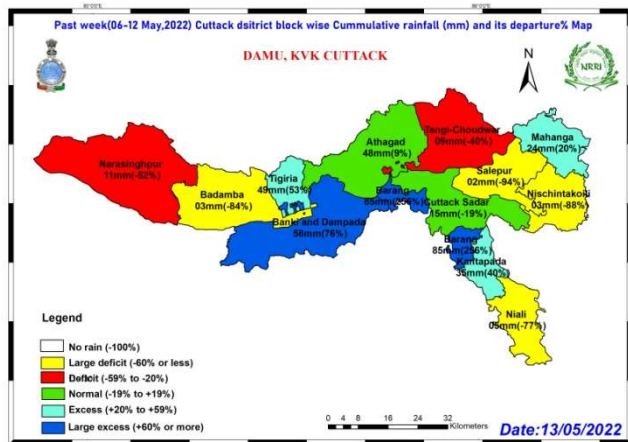 Past week(06-12 May,2022) Cuttack dsitrict block wise Cummulative rainfall (mm) and its departure% Map
DAMU, KVK CUTTACK
N
NRRI
Narasinghpur
11mm(-52%)
Badamba
03mm(-84%)
Tigiria
49mm(53%)
Banki and Dampada
58mm(76%)
Athagad
48mm(9%)
Barang
85mm(256%)
Tangi-Choudwar
09mm(-40%)
Cuttack Sadar
15mm(-19%)
Mahanga
24mm(20%)
Salepur
02mm(-94%)
Nischintakoili
03mm(-88%)
Barang
85mm(256%)
Kantapada
35mm(40%)
Niali
05mm(-77%)
Legend
No rain (-100%)
Large deficit (-60% or less)
Deficit (-59% to -20%)
Normal (-19% to +19%)
Excess (+20% to +59%)
Large excess (+60% or more)
0 4 8 16 24 32
Kilometers
Date:13/05/2022